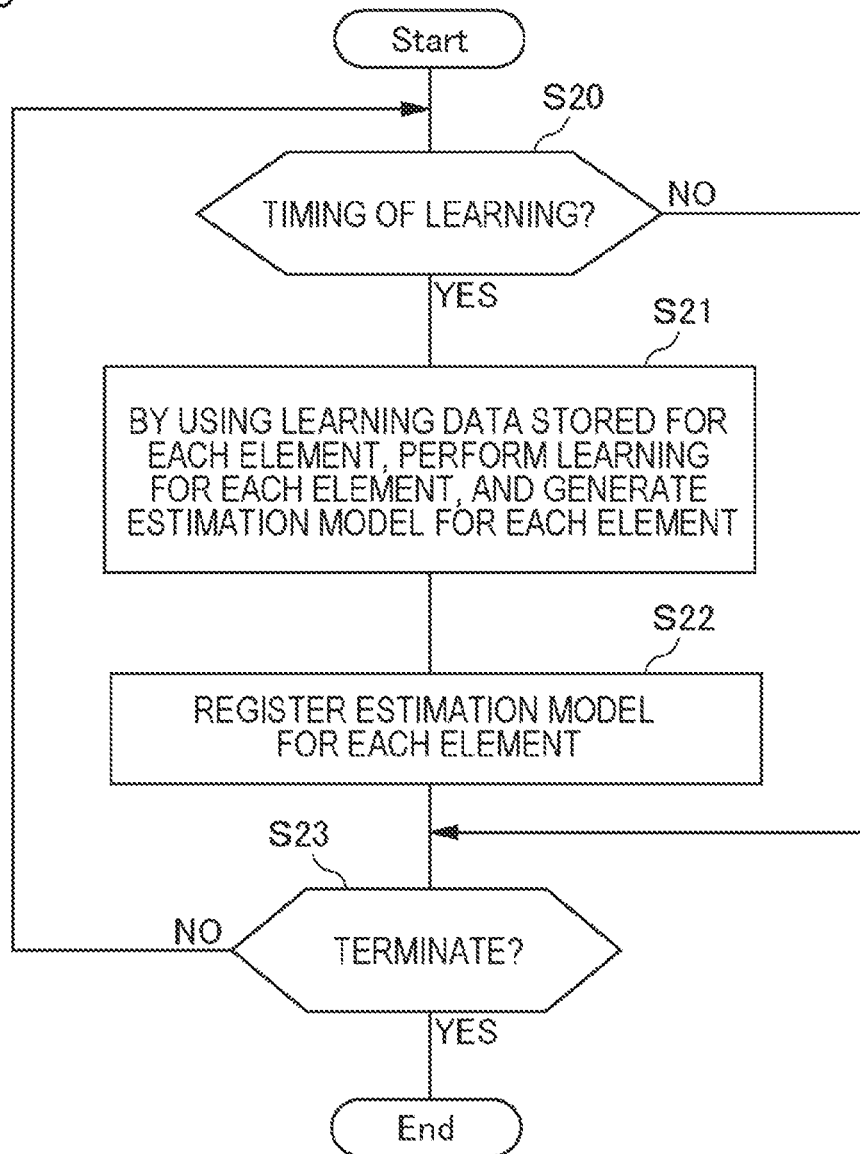 Start
S20
TIMING OF LEARNING?
NO
YES
S21
BY USING LEARNING DATA STORED FOR
EACH ELEMENT, PERFORM LEARNING
FOR EACH ELEMENT, AND GENERATE
ESTIMATION MODEL FOR EACH ELEMENT
S22
REGISTER ESTIMATION MODEL
FOR EACH ELEMENT
S23
NO
TERMINATE?
YES
End